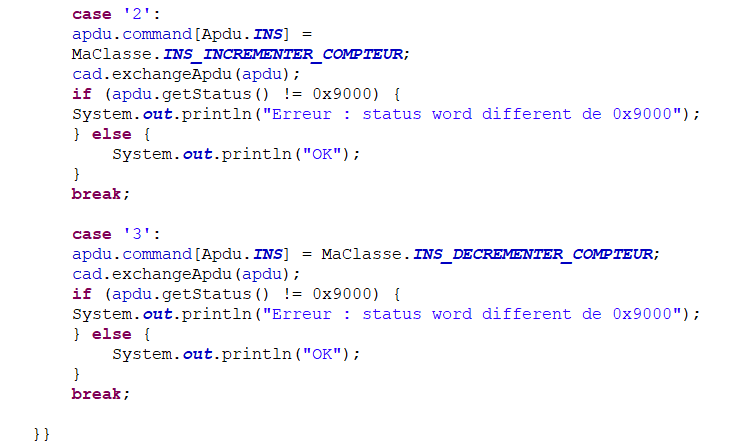 case '2':
apdu.command[Apdu.INS] =
MaClasse.INS_INCREMENTER_COMPTEUR;
cad.exchangeApdu(apdu);
if (apdu.getStatus() != 0x9000) {
System.out.println("Erreur : status word different de 0x9000");
} else {
    System.out.println("OK");
}
break;

case '3':
apdu.command[Apdu.INS] = MaClasse.INS_DECREMENTER_COMPTEUR;
cad.exchangeApdu(apdu);
if (apdu.getStatus() != 0x9000) {
System.out.println("Erreur : status word different de 0x9000");
} else {
    System.out.println("OK");
}
break;

}}